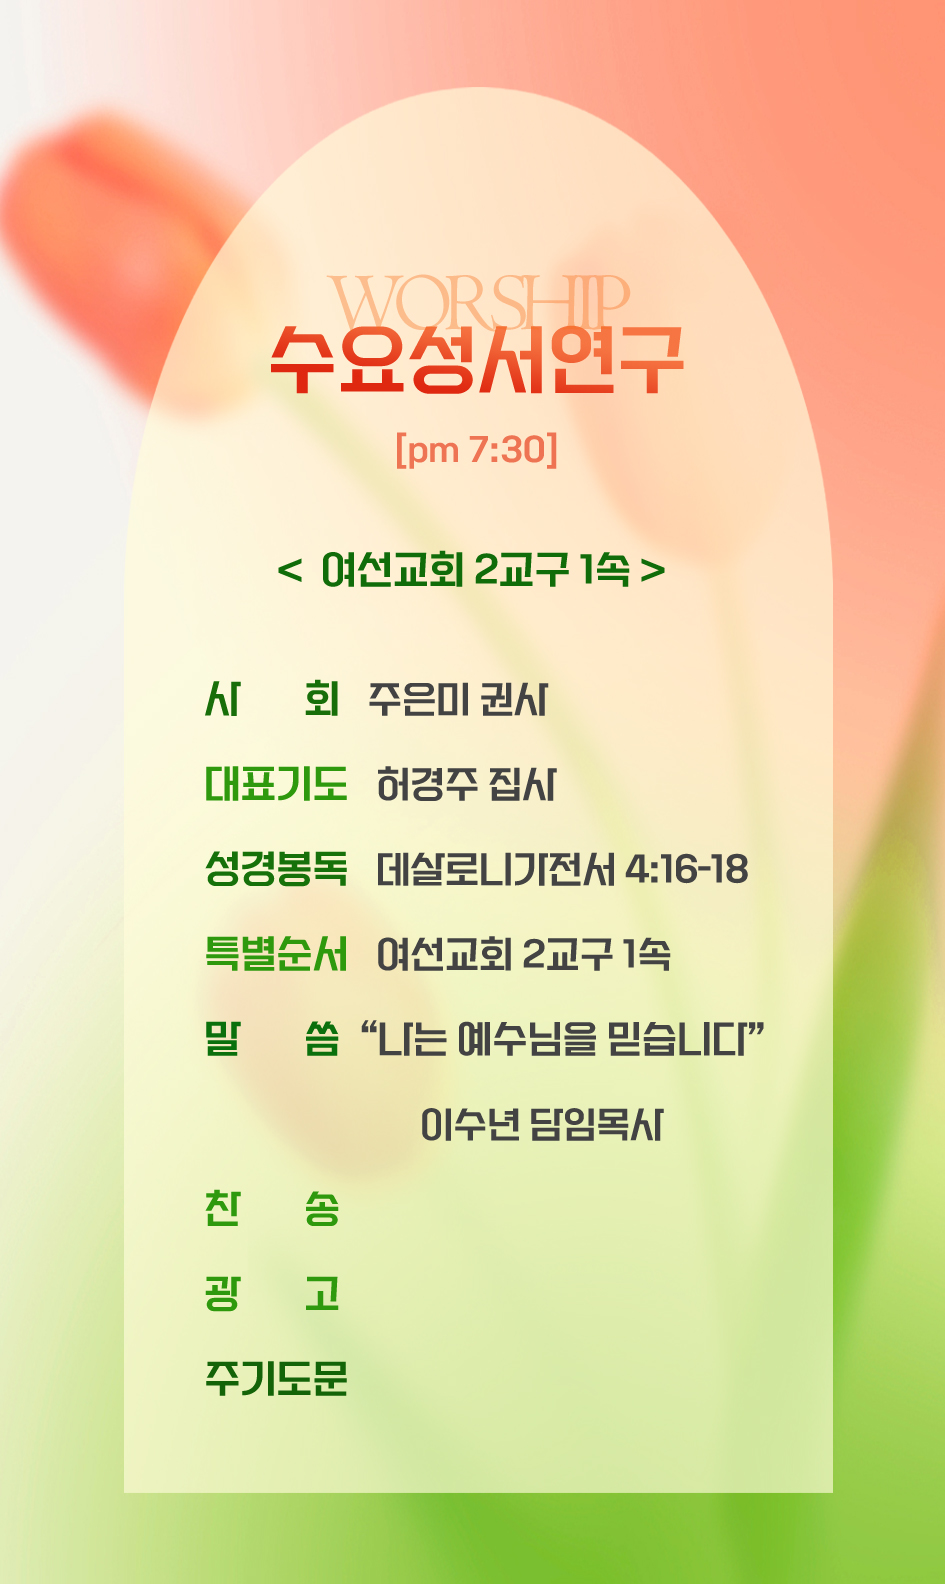 WORSHIP
수요성서연구
[pm 7:30]
< 여선교회 2교구 1속 >
사 회 주은미 권사
대표기도 허경주 집사
성경봉독 데살로니가전서 4:16-18
특별순서 여선교회 2교구 1속
말 씀 “나는 예수님을 믿습니다”
이수년 담임목사
찬 송
광 고
주기도문